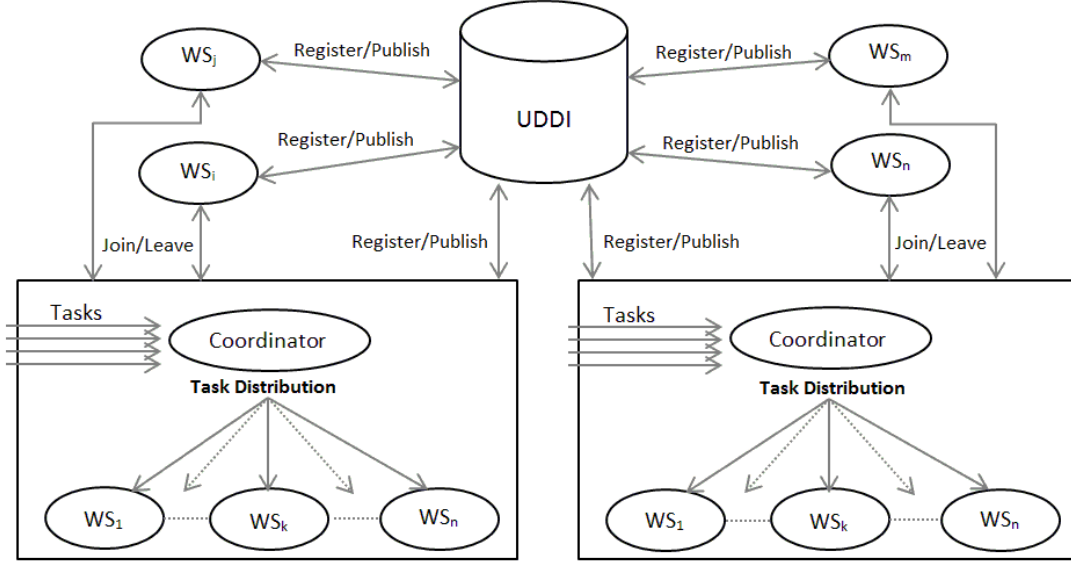 WSj
Register/Publish
Register/Publish
WSm
UDDI
WSi
Register/Publish
Register/Publish
WSn
Join/Leave
Register/Publish
Register/Publish
Join/Leave
Tasks
Coordinator
Task Distribution
WS1
WSk
WSn
Tasks
Coordinator
Task Distribution
WS1
WSk
WSn